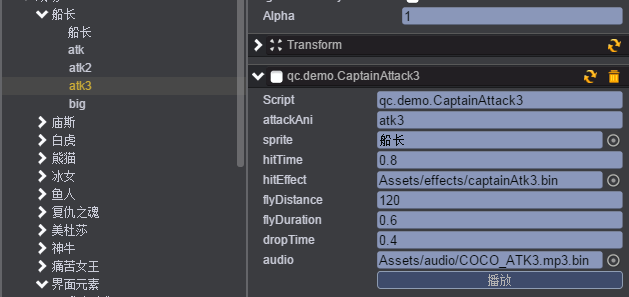 船长
船长
atk
atk2
atk3
big
庙斯
白虎
熊猫
冰女
鱼人
复仇之魂
美杜莎
神牛
痛苦女王
界面元素
Alpha 1
Transform
qc.demo.CaptainAttack3
Script qc.demo.CaptainAttack3
attackAni atk3
sprite 船长
hitTime 0.8
hitEffect Assets/effects/captainAtk3.bin
flyDistance 120
flyDuration 0.6
dropTime 0.4
audio Assets/audio/COCO_ATK3.mp3.bin
播放